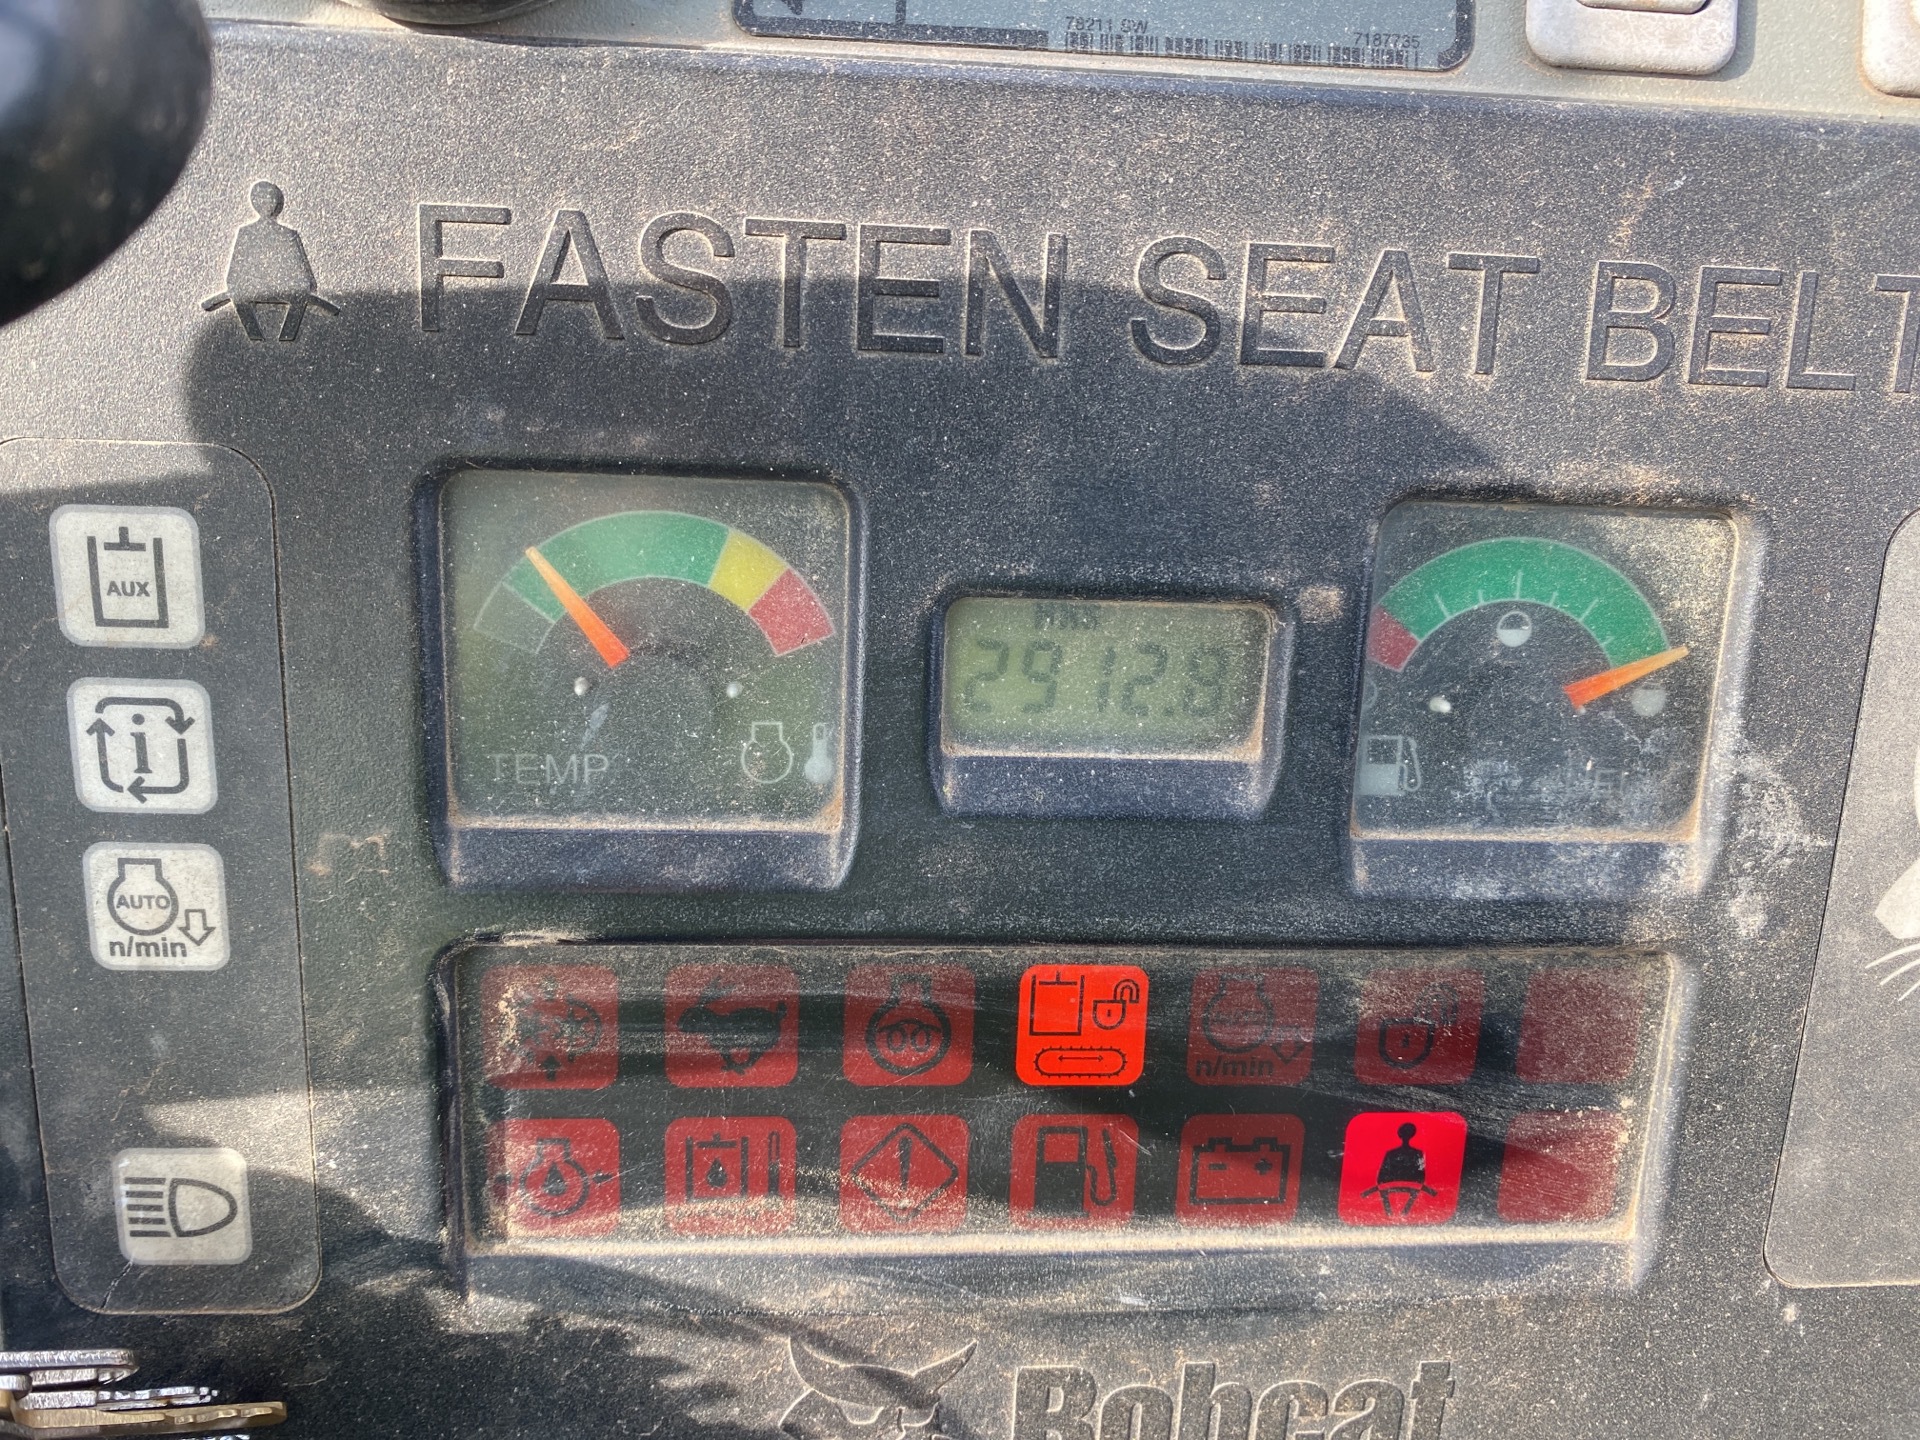 78211 SW
7187735
FASTEN SEAT BELT
AUX
HRS
2912.8
TEMP
i
AUTO
n/min
n/min
Bobcat